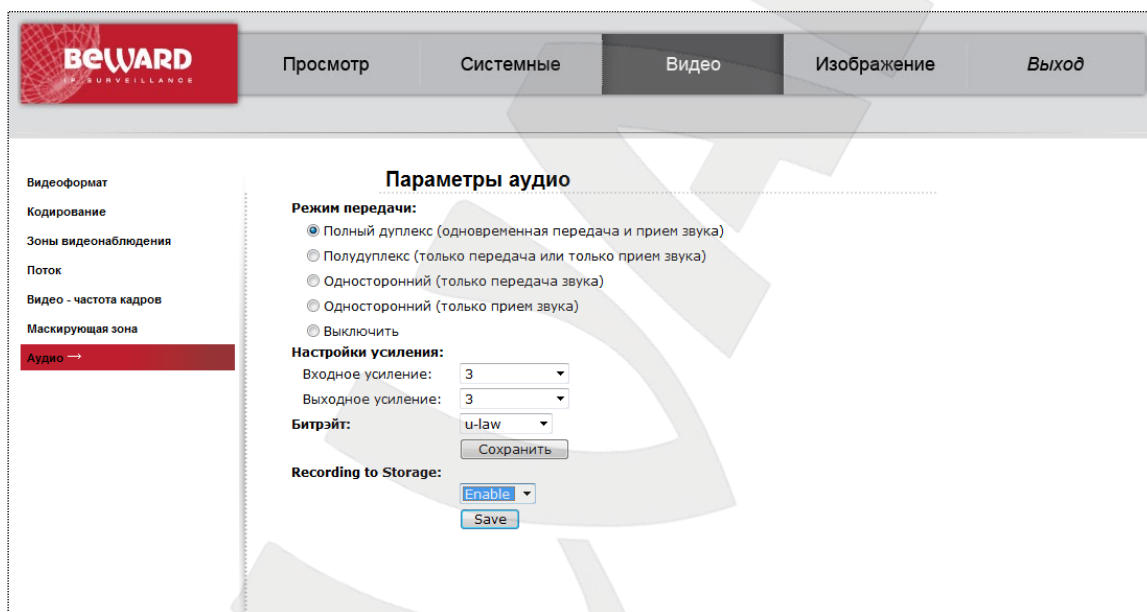 BEWARD
IP SURVEILLANCE
Просмотр Системные Видео Изображение Выход
Видеоформат
Кодирование
Зоны видеонаблюдения
Поток
Видео - частота кадров
Маскирующая зона
Аудио →
Параметры аудио
Режим передачи:
Полный дуплекс (одновременная передача и прием звука)
Полудуплекс (только передача или только прием звука)
Односторонний (только передача звука)
Односторонний (только прием звука)
Выключить
Настройки усиления:
Входное усиление: 3
Выходное усиление: 3
Битрэйт: u-law
Сохранить
Recording to Storage:
Enable
Save